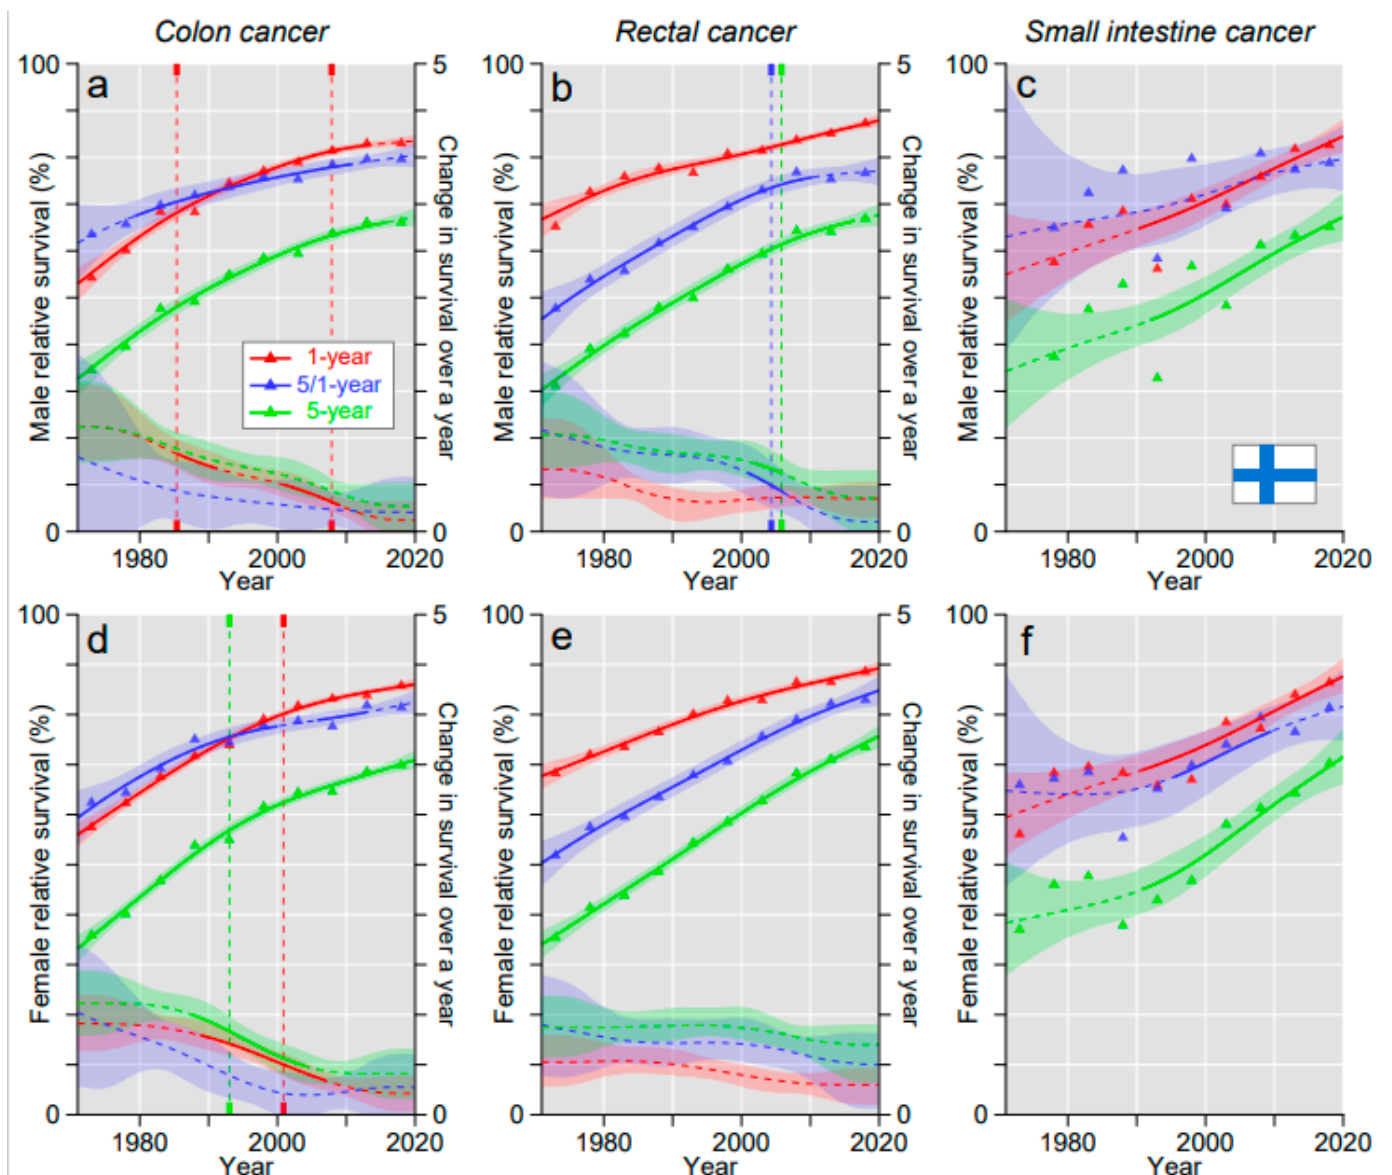 Colon cancer
Rectal cancer
Small intestine cancer
a
b
c
100
5
100
5
100
Male relative survival (%)
Change in survival over a year
Male relative survival (%)
Change in survival over a year
Male relative survival (%)
1-year
5/1-year
5-year
0
0
0
0
0
1980 2000 2020
1980 2000 2020
1980 2000 2020
Year
Year
Year
d
e
f
100
5
100
5
100
Female relative survival (%)
Change in survival over a year
Female relative survival (%)
Change in survival over a year
Female relative survival (%)
0
0
0
0
0
1980 2000 2020
1980 2000 2020
1980 2000 2020
Year
Year
Year